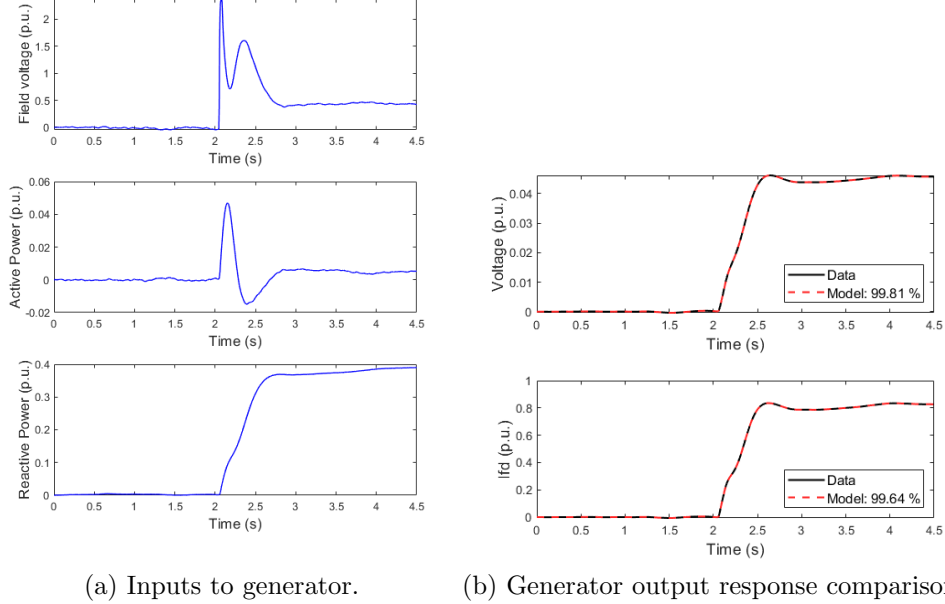 Field voltage (p.u.)
2
1.5
1
0.5
0
0 0.5 1 1.5 2 2.5 3 3.5 4 4.5
Time (s)
Active Power (p.u.)
0.06
0.04
0.02
0
-0.02
0 0.5 1 1.5 2 2.5 3 3.5 4 4.5
Time (s)
Reactive Power (p.u.)
0.4
0.3
0.2
0.1
0
0 0.5 1 1.5 2 2.5 3 3.5 4 4.5
Time (s)
(a) Inputs to generator.
Voltage (p.u.)
0.04
0.03
0.02
0.01
0
0 0.5 1 1.5 2 2.5 3 3.5 4 4.5
Time (s)
Data
Model: 99.81 %
Ifd (p.u.)
1
0.8
0.6
0.4
0.2
0
0 0.5 1 1.5 2 2.5 3 3.5 4 4.5
Time (s)
Data
Model: 99.64 %
(b) Generator output response comparison